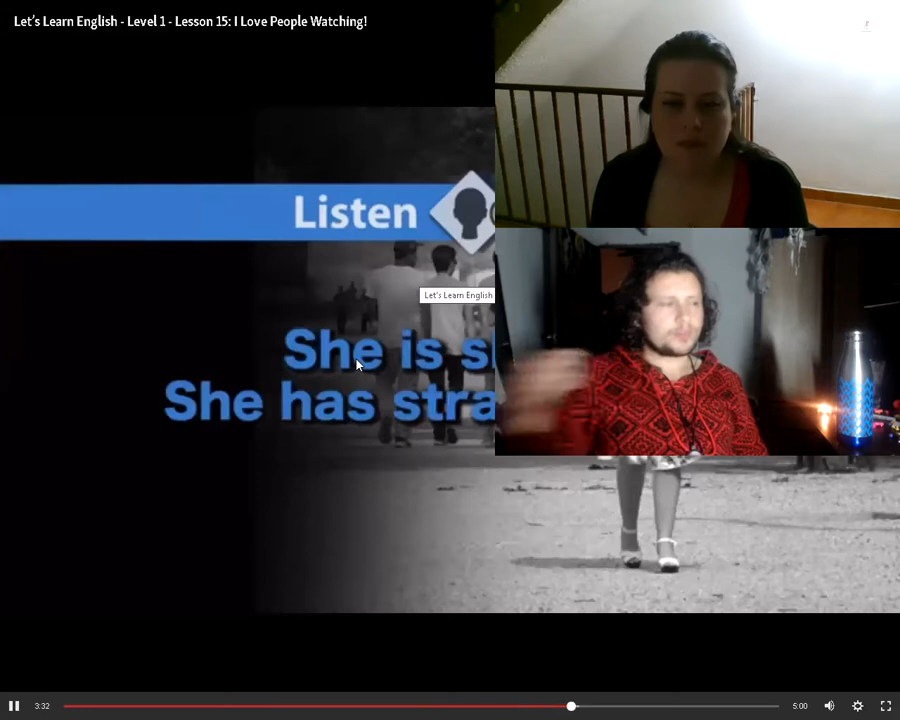 Let's Learn English - Level 1 - Lesson 15: I Love People Watching!
Listen
Let's Learn English
She is s
She has stra
3:32
5:00